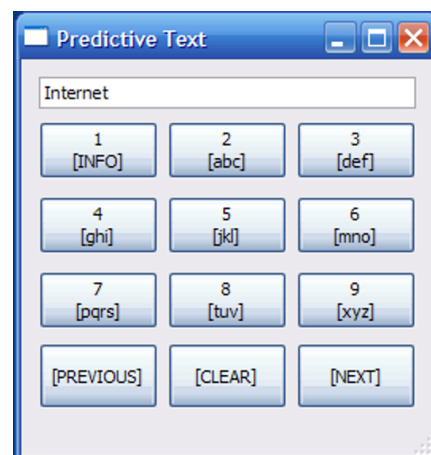 Predictive Text
Internet
1 2 3
[INFO] [abc] [def]
4 5 6
[ghi] [jkl] [mno]
7 8 9
[pqrs] [tuv] [xyz]
[PREVIOUS] [CLEAR] [NEXT]